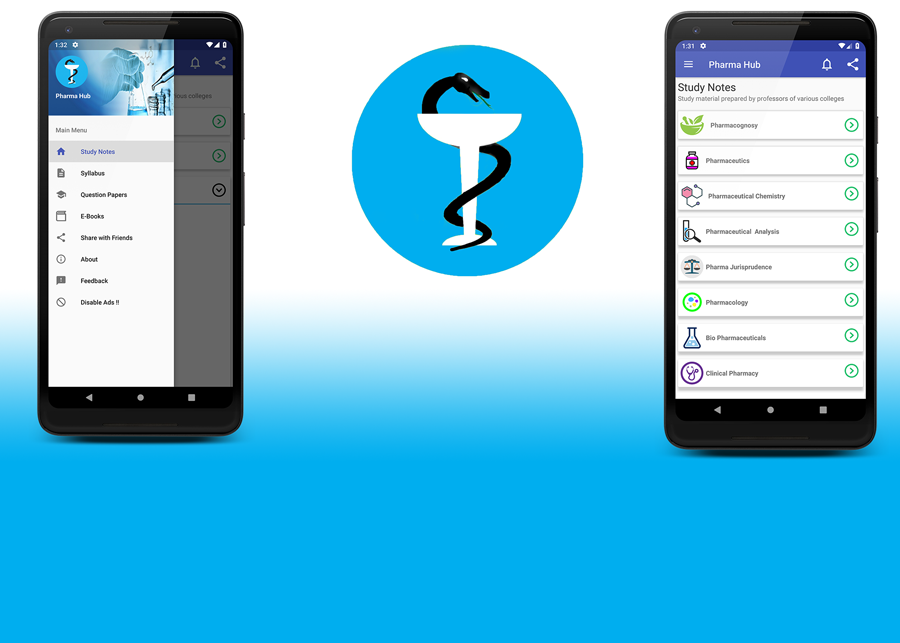 1:32
Pharma Hub
ious colleges
Main Menu
Study Notes
Syllabus
Question Papers
E-Books
Share with Friends
About
Feedback
Disable Ads !!
1:31
Pharma Hub
Study Notes
Study material prepared by professors of various colleges
Pharmacognosy
Pharmaceutics
Pharmaceutical Chemistry
Pharmaceutical Analysis
Pharma Jurisprudence
Pharmacology
Bio Pharmaceuticals
Clinical Pharmacy